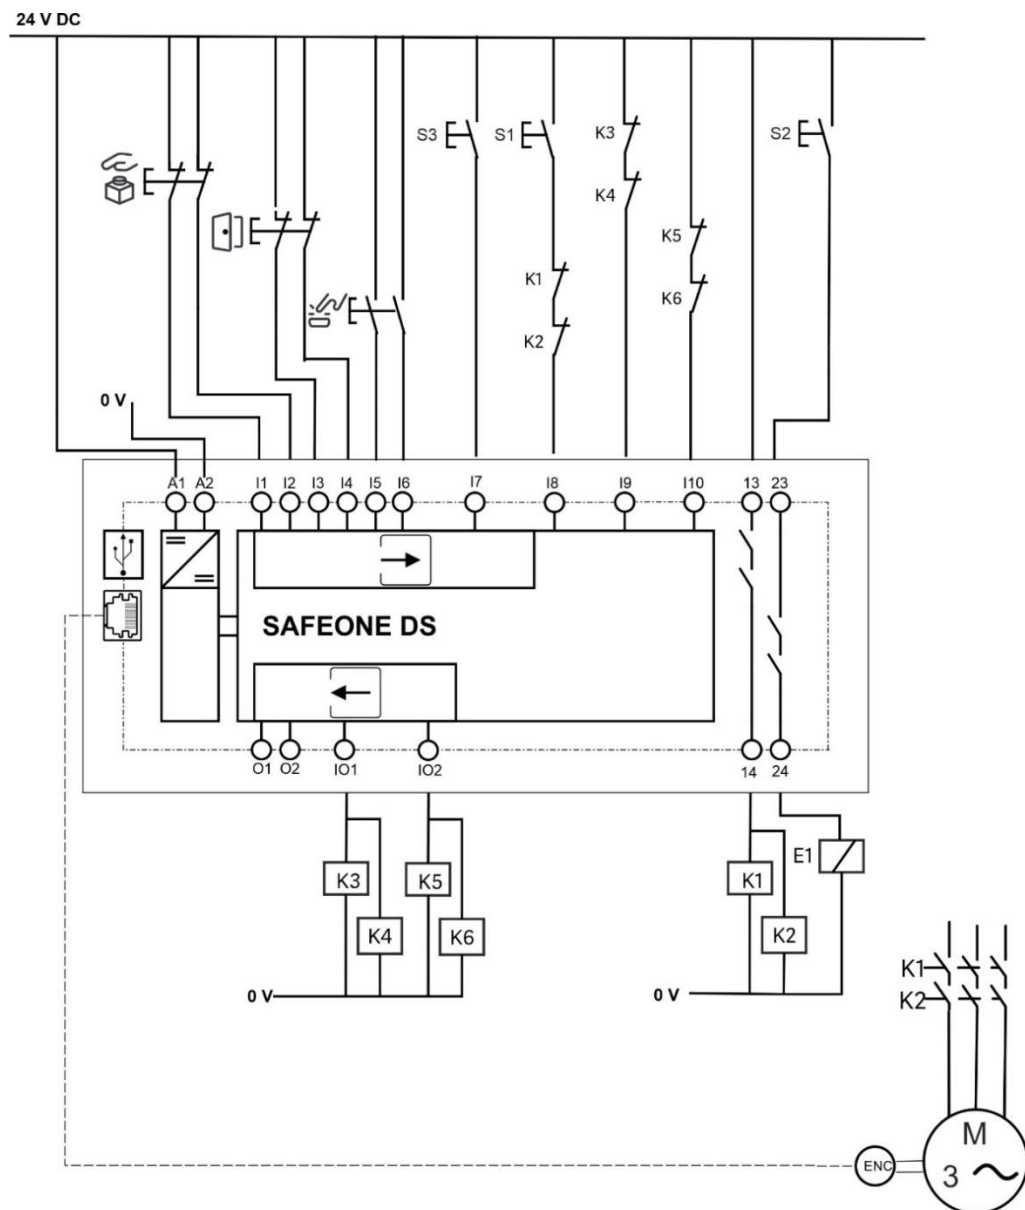 24 V DC
S3
S1
K3
S2
K4
K5
K1
K6
K2
0 V
A1 A2 I1 I2 I3 I4 I5 I6 I7 I8 I9 I10 13 23
SAFEONE DS
O1 O2 IO1 IO2 14 24
E1
K3 K5 K1
K4 K6 K2
0 V
0 V
K1
K2
M
3
ENC